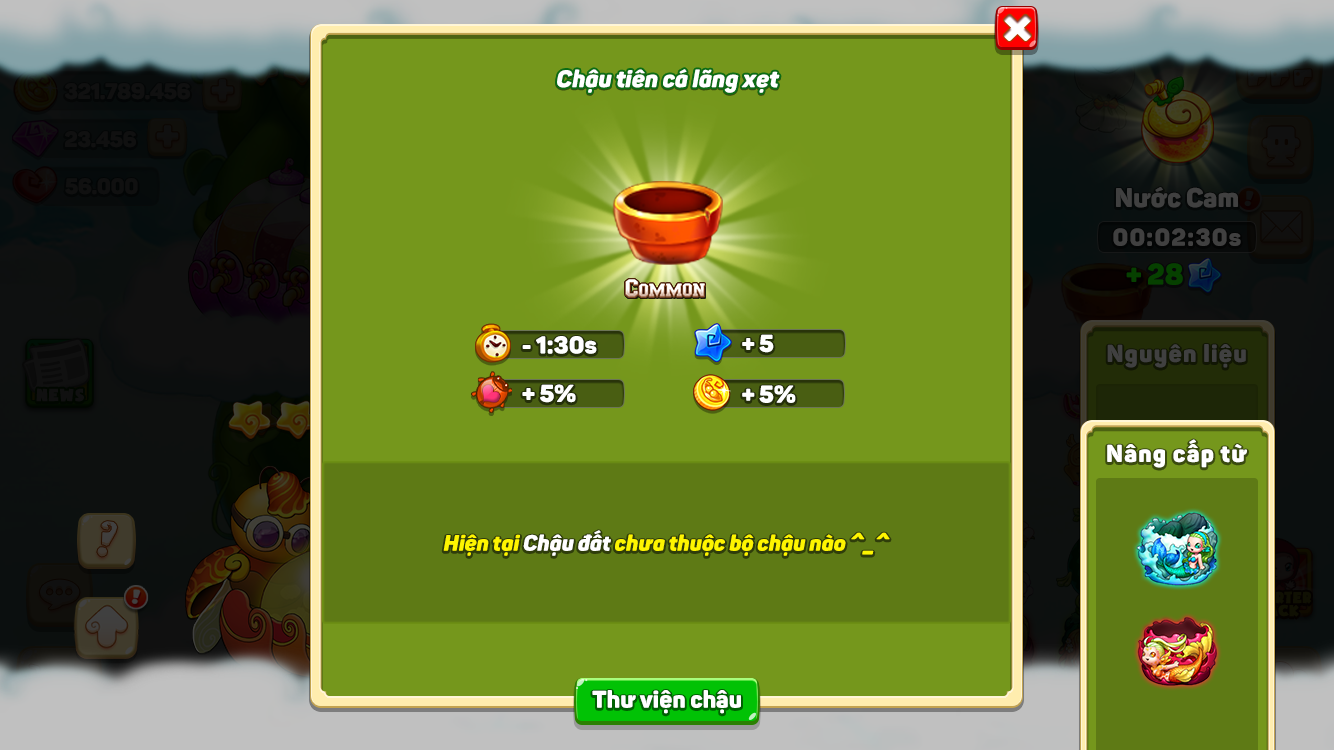 Chậu tiên cá lãng xẹt
COMMON
- 1:30s
+ 5
+ 5%
+ 5%
Hiện tại Chậu đất chưa thuộc bộ chậu nào ^_^
Thư viện chậu
321.789.456
23.456
56.000
NEWS
Nước Cam
00:02:30s
+ 28
Nguyên liệu
Nâng cấp từ